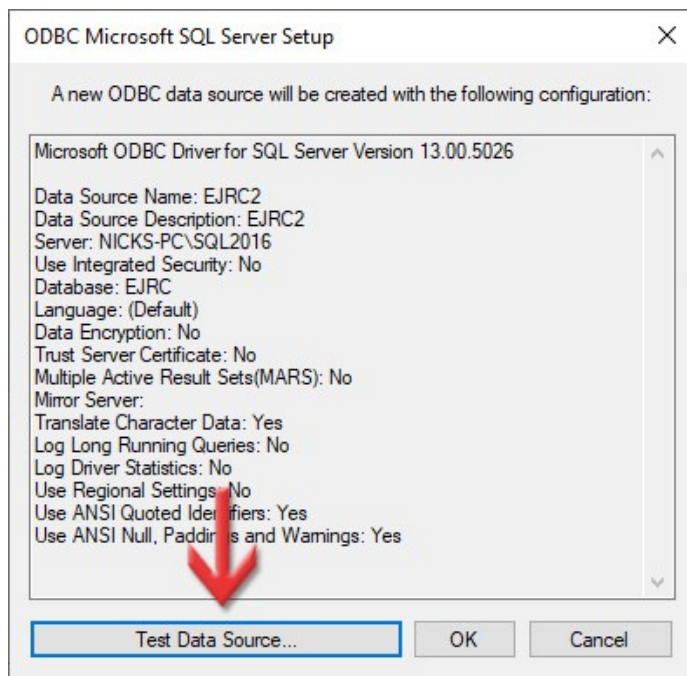 ODBC Microsoft SQL Server Setup
A new ODBC data source will be created with the following configuration:
Microsoft ODBC Driver for SQL Server Version 13.00.5026
Data Source Name: EJRC2
Data Source Description: EJRC2
Server: NICKS-PC\SQL2016
Use Integrated Security: No
Database: EJRC
Language: (Default)
Data Encryption: No
Trust Server Certificate: No
Multiple Active Result Sets(MARS): No
Mirror Server:
Translate Character Data: Yes
Log Long Running Queries: No
Log Driver Statistics: No
Use Regional Settings: No
Use ANSI Quoted Identifiers: Yes
Use ANSI Null, Paddings and Warnings: Yes
Test Data Source...
OK
Cancel